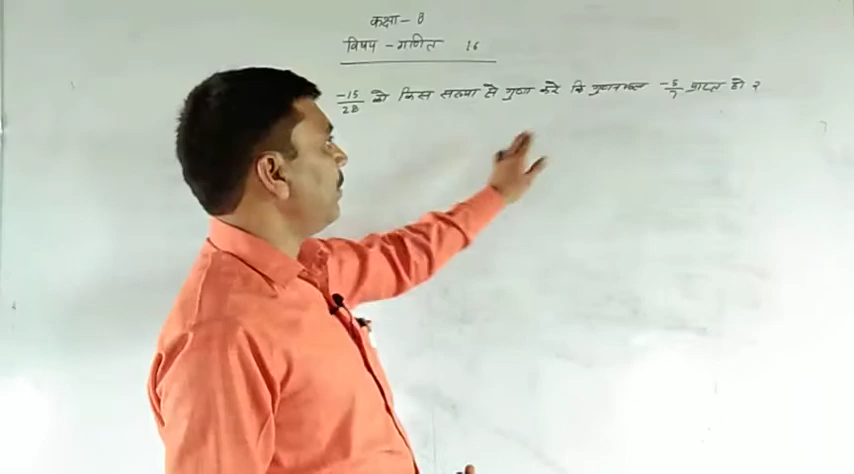 कक्षा - 8
विषय - गणित 16
-15/28 को किस संख्या से गुणा करे कि गुणनफल -5/7 प्राप्त हो ?